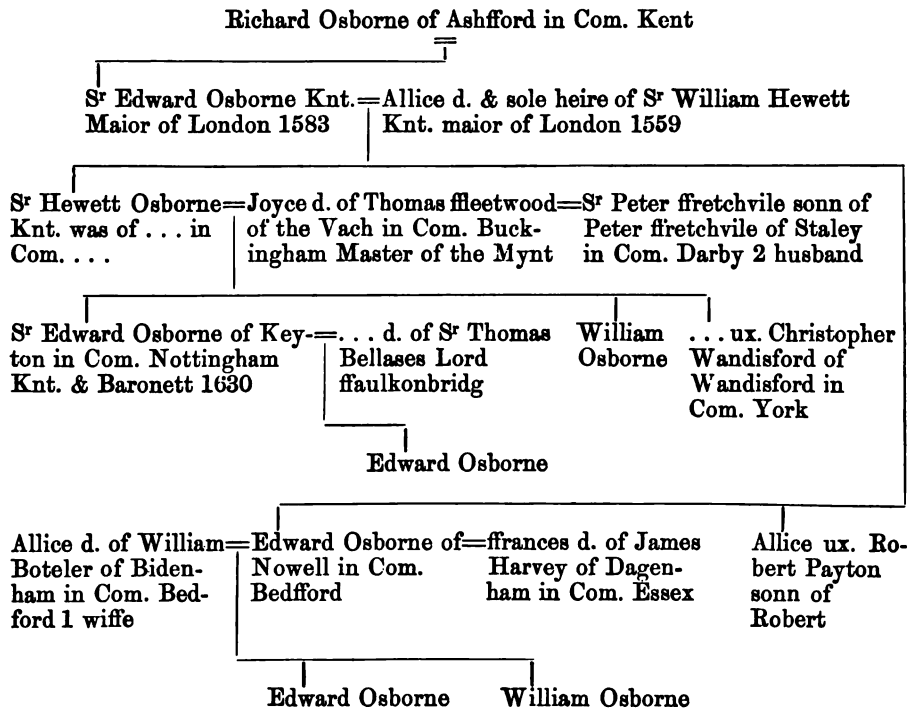 Richard Osborne of Ashfford in Com. Kent
Sr Edward Osborne Knt.=Allice d. & sole heire of Sr William Hewett
Maior of London 1583 Knt. maior of London 1559
Sr Hewett Osborne=Joyce d. of Thomas ffleetwood=Sr Peter ffretchvile sonn of
Knt. was of . . . in of the Vach in Com. Buck- Peter ffretchvile of Staley
Com. . . . ingham Master of the Mynt in Com. Darby 2 husband
Sr Edward Osborne of Key-=. . . d. of Sr Thomas William . . . ux. Christopher
ton in Com. Nottingham Bellases Lord Osborne Wandisford of
Knt. & Baronett 1630 ffaulkonbridg Wandisford in
Com. York
Edward Osborne
Allice d. of William=Edward Osborne of=ffrances d. of James Allice ux. Ro-
Boteler of Biden- Nowell in Com. Harvey of Dagen- bert Payton
ham in Com. Bed- Bedfford ham in Com. Essex sonn of
ford 1 wiffe Robert
Edward Osborne William Osborne